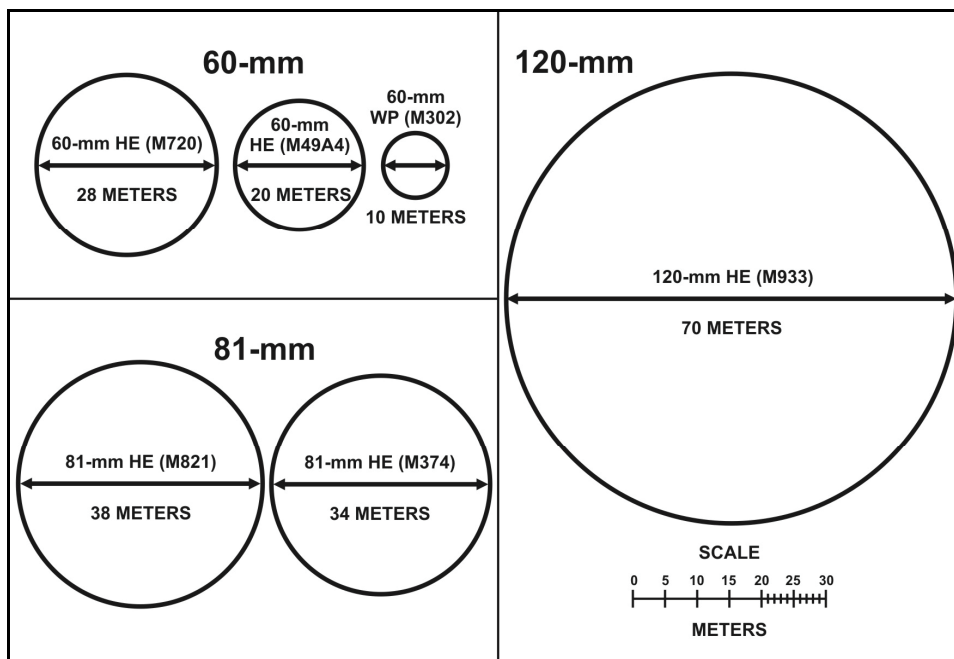 60-mm
60-mm HE (M720)
28 METERS
60-mm
HE (M49A4)
20 METERS
60-mm
WP (M302)
10 METERS
81-mm
81-mm HE (M821)
38 METERS
81-mm HE (M374)
34 METERS
120-mm
120-mm HE (M933)
70 METERS
SCALE
0 5 10 15 20 25 30
METERS